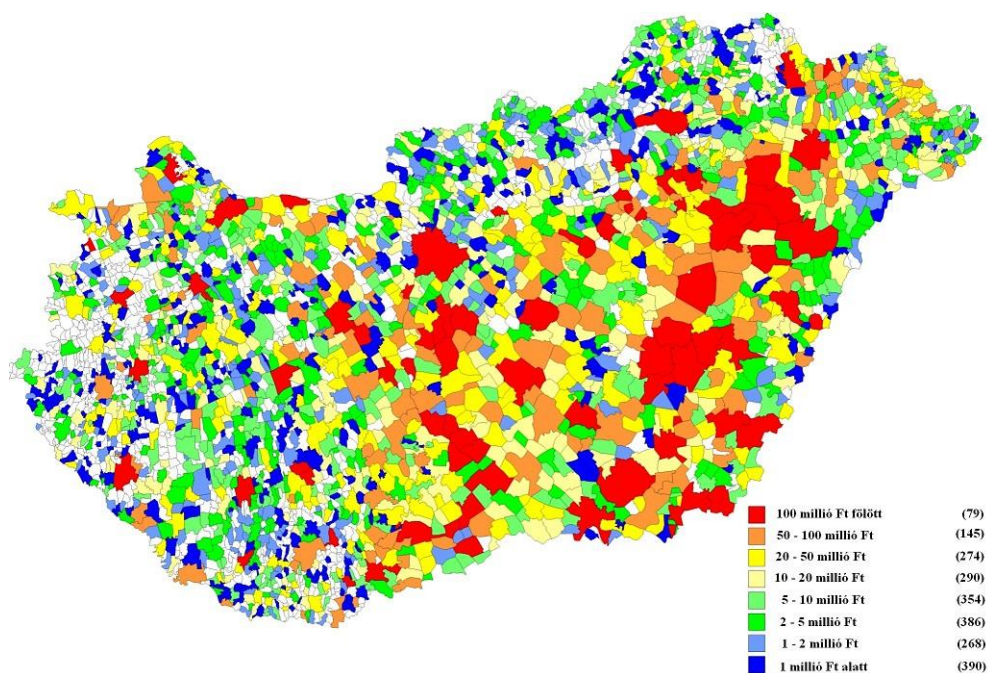 100 millió Ft fölött (79)
50 - 100 millió Ft (145)
20 - 50 millió Ft (274)
10 - 20 millió Ft (290)
5 - 10 millió Ft (354)
2 - 5 millió Ft (386)
1 - 2 millió Ft (268)
1 millió Ft alatt (390)